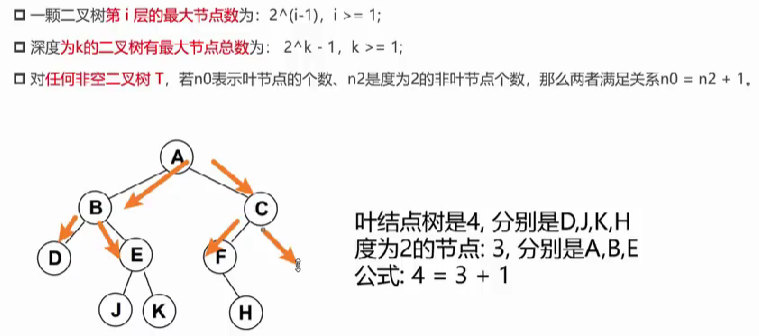 一颗二叉树第 i 层的最大节点数为：2^(i-1)，i >= 1;
深度为k的二叉树有最大节点总数为： 2^k - 1，k >= 1;
对任何非空二叉树 T，若n0表示叶节点的个数、n2是度为2的非叶节点个数，那么两者满足关系n0 = n2 + 1。
A
B
C
D
E
F
J
K
H
叶结点树是4, 分别是D,J,K,H
度为2的节点: 3, 分别是A,B,E
公式: 4 = 3 + 1